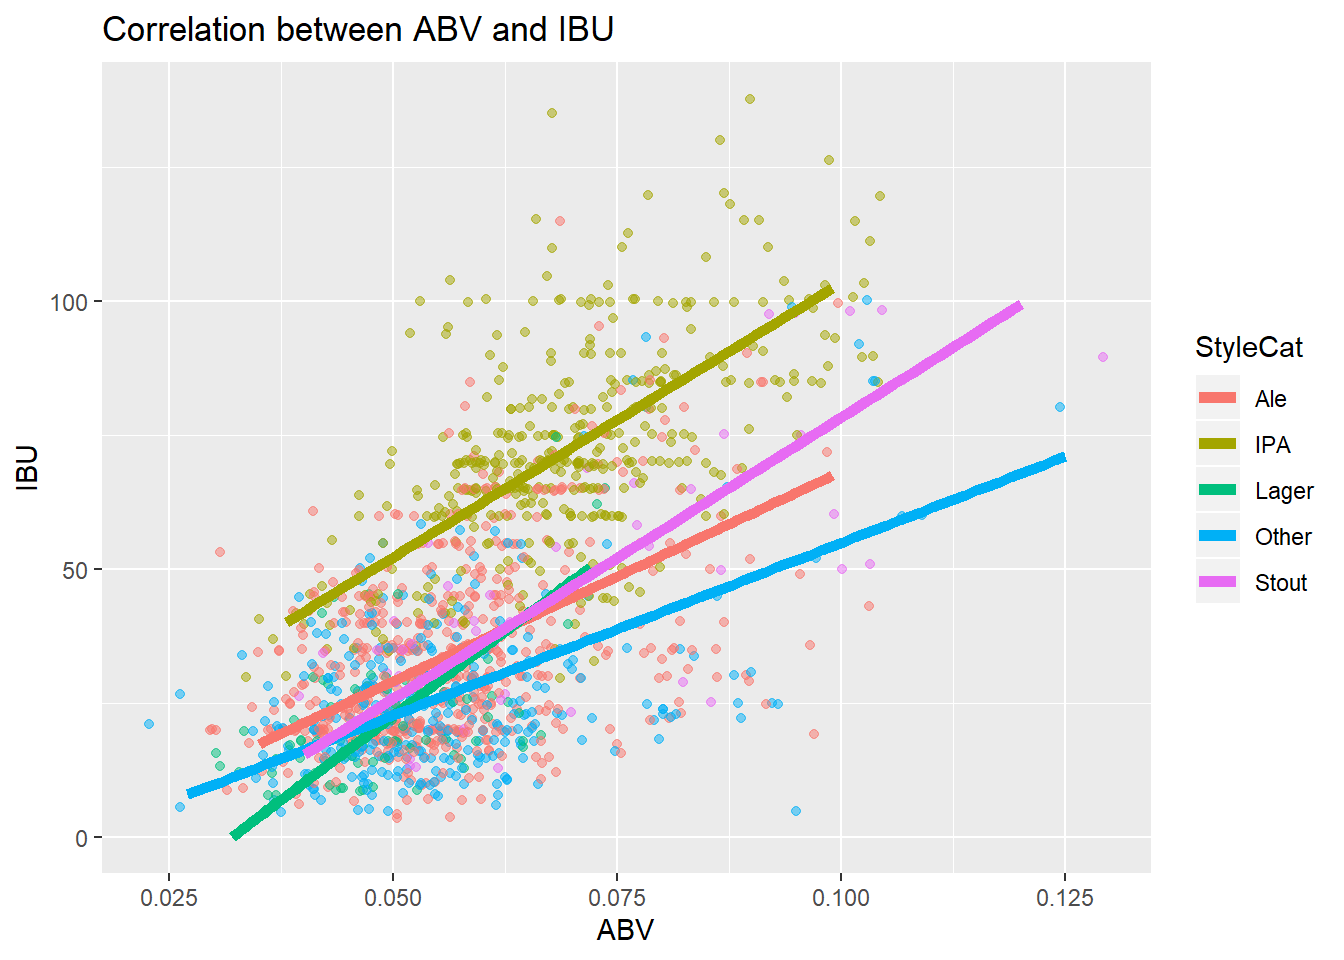 Correlation between ABV and IBU
IBU
100
50
0
0.025 0.050 0.075 0.100 0.125
ABV
StyleCat
Ale
IPA
Lager
Other
Stout